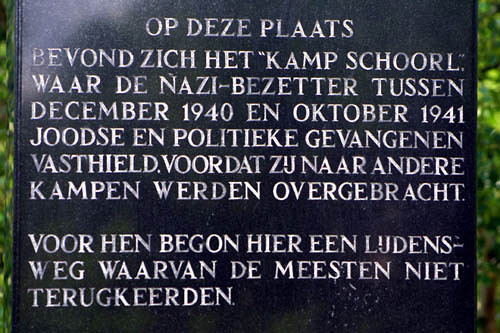 OP DEZE PLAATS
BEVOND ZICH HET "KAMP SCHOORL",
WAAR DE NAZI-BEZETTER TUSSEN
DECEMBER 1940 EN OKTOBER 1941
JOODSE EN POLITIEKE GEVANGENEN
VASTHIELD, VOORDAT ZIJ NAAR ANDERE
KAMPEN WERDEN OVERGEBRACHT.
VOOR HEN BEGON HIER EEN LIJDENS-
WEG WAARVAN DE MEESTEN NIET
TERUGKEERDEN.